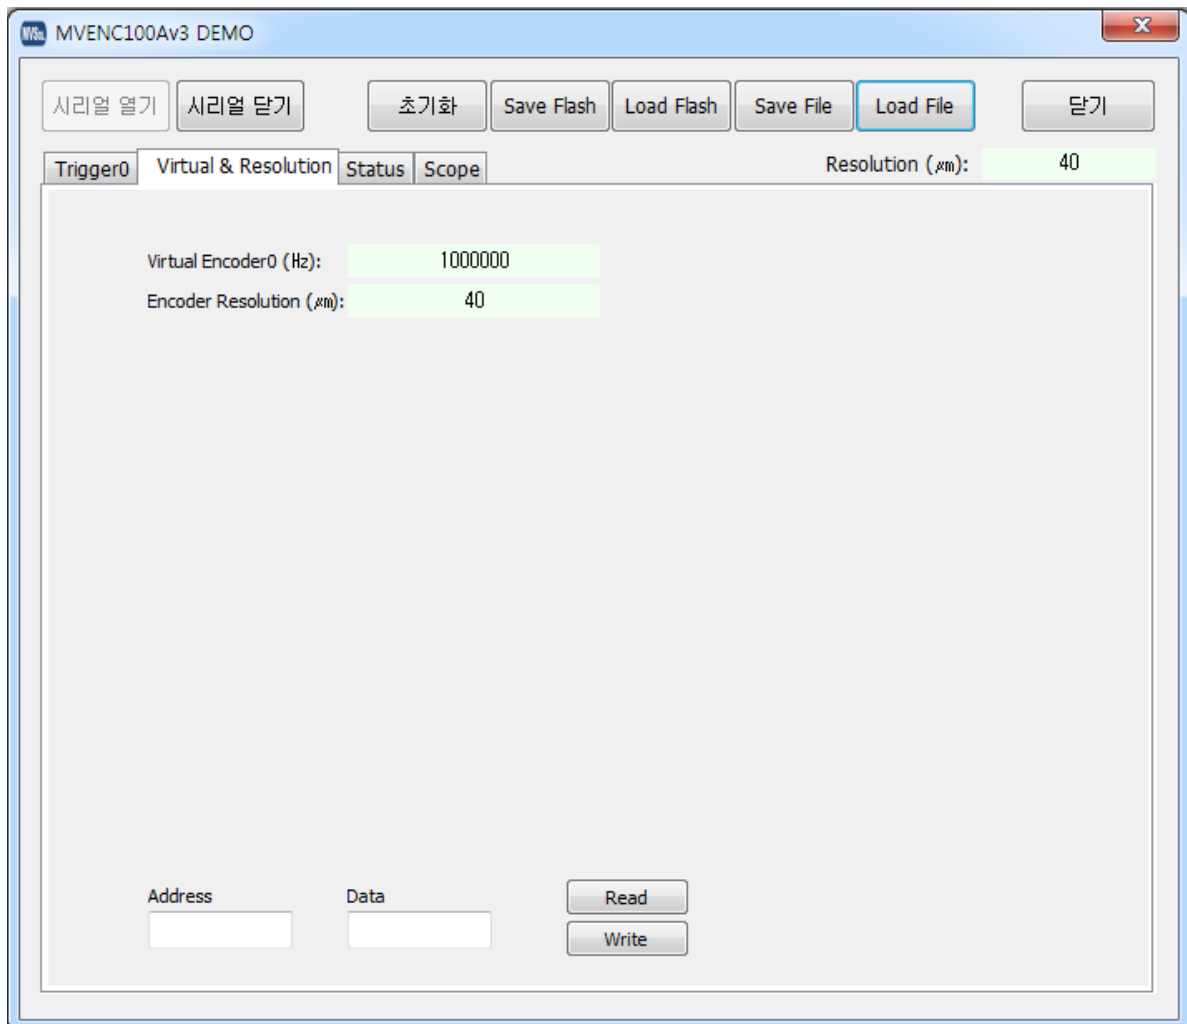 MVSOL MVENC100Av3 DEMO
시리얼 열기 시리얼 닫기 초기화 Save Flash Load Flash Save File Load File 닫기
Trigger0 Virtual & Resolution Status Scope Resolution (㎛): 40
Virtual Encoder0 (Hz): 1000000
Encoder Resolution (㎛): 40
Address Data Read
Write